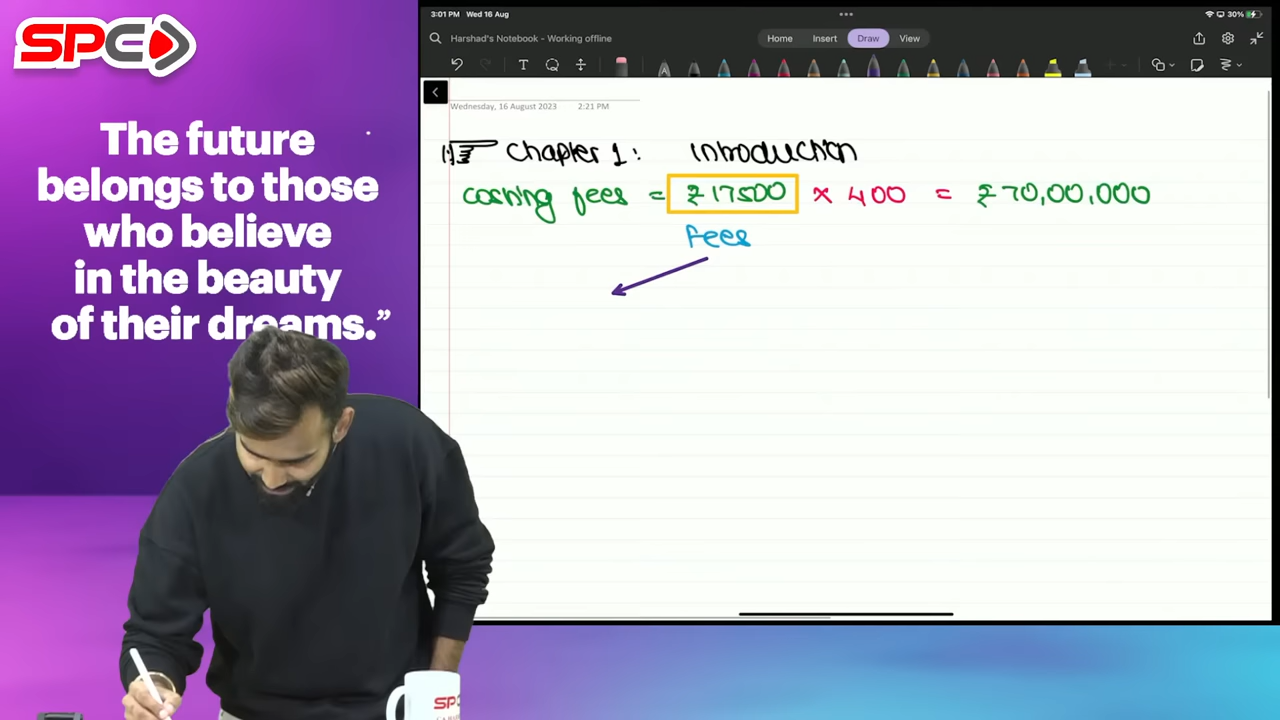 SPC
The future
belongs to those
who believe
in the beauty
of their dreams.”
3:01 PM Wed 16 Aug
30%
Harshad's Notebook - Working offline
Home Insert Draw View
Wednesday, 16 August 2023 2:21 PM
Chapter 1: Introduction
fees = ₹17500 × 400 = ₹70,00,000
fees
SPC